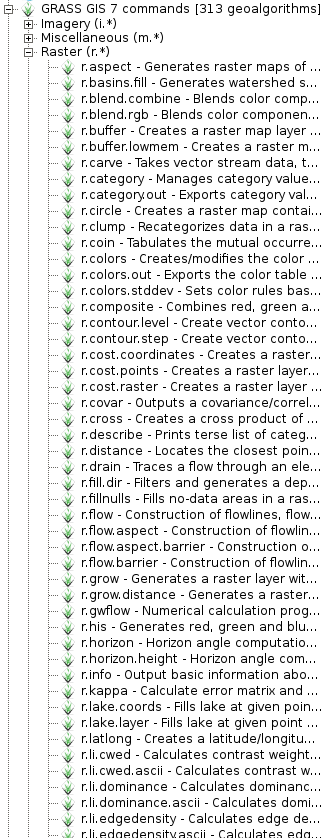 GRASS GIS 7 commands [313 geoalgorithms]
Imagery (i.*)
Miscellaneous (m.*)
Raster (r.*)
r.aspect - Generates raster maps of ...
r.basins.fill - Generates watershed s...
r.blend.combine - Blends color comp...
r.blend.rgb - Blends color componen...
r.buffer - Creates a raster map layer ...
r.buffer.lowmem - Creates a raster m...
r.carve - Takes vector stream data, t...
r.category - Manages category value...
r.category.out - Exports category val...
r.circle - Creates a raster map contai...
r.clump - Recategorizes data in a ras...
r.coin - Tabulates the mutual occurre...
r.colors - Creates/modifies the color ...
r.colors.out - Exports the color table ...
r.colors.stddev - Sets color rules bas...
r.composite - Combines red, green a...
r.contour.level - Create vector conto...
r.contour.step - Create vector conto...
r.cost.coordinates - Creates a raster...
r.cost.points - Creates a raster layer...
r.cost.raster - Creates a raster layer ...
r.covar - Outputs a covariance/correl...
r.cross - Creates a cross product of ...
r.describe - Prints terse list of categ...
r.distance - Locates the closest poin...
r.drain - Traces a flow through an ele...
r.fill.dir - Filters and generates a dep...
r.fillnulls - Fills no-data areas in a ras...
r.flow - Construction of flowlines, flow...
r.flow.aspect - Construction of flowlin...
r.flow.aspect.barrier - Construction o...
r.flow.barrier - Construction of flowlin...
r.grow - Generates a raster layer wit...
r.grow.distance - Generates a raster...
r.gwflow - Numerical calculation prog...
r.his - Generates red, green and blu...
r.horizon - Horizon angle computatio...
r.horizon.height - Horizon angle com...
r.info - Output basic information abo...
r.kappa - Calculate error matrix and ...
r.lake.coords - Fills lake at given poin...
r.lake.layer - Fills lake at given point ...
r.latlong - Creates a latitude/longitu...
r.li.cwed - Calculates contrast weight...
r.li.cwed.ascii - Calculates contrast w...
r.li.dominance - Calculates dominanc...
r.li.dominance.ascii - Calculates domi...
r.li.edgedensity - Calculates edge de...
r.li.edgedensity.ascii - Calculates edg...